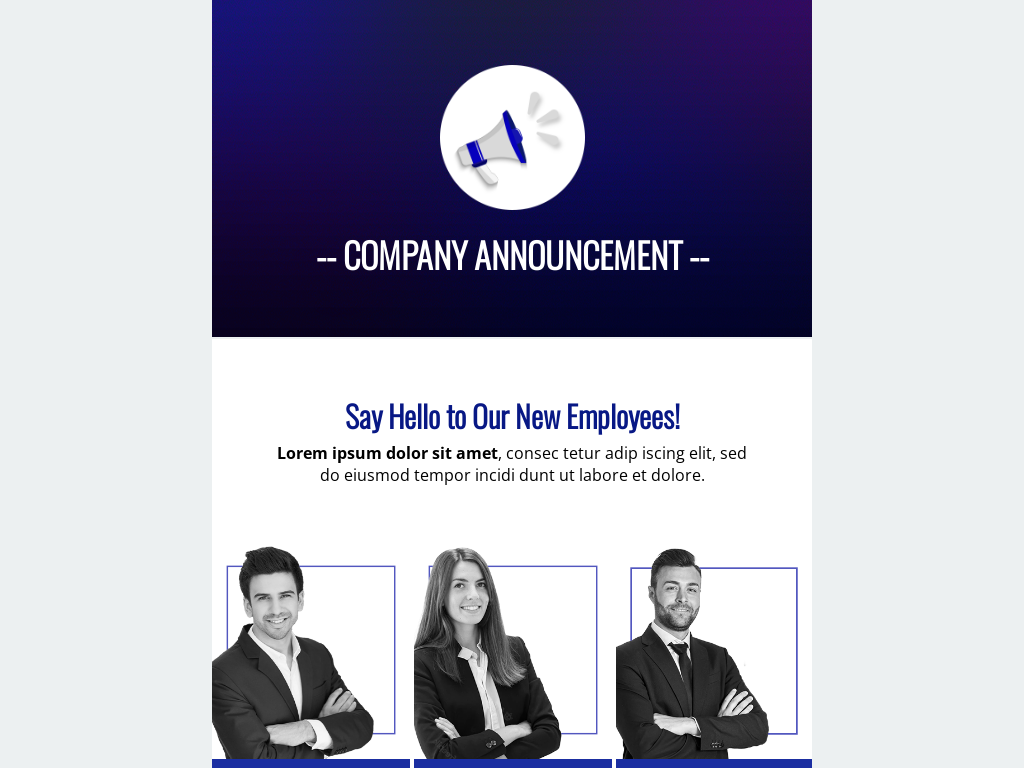 -- COMPANY ANNOUNCEMENT --
Say Hello to Our New Employees!
Lorem ipsum dolor sit amet, consec tetur adip iscing elit, sed
do eiusmod tempor incidi dunt ut labore et dolore.